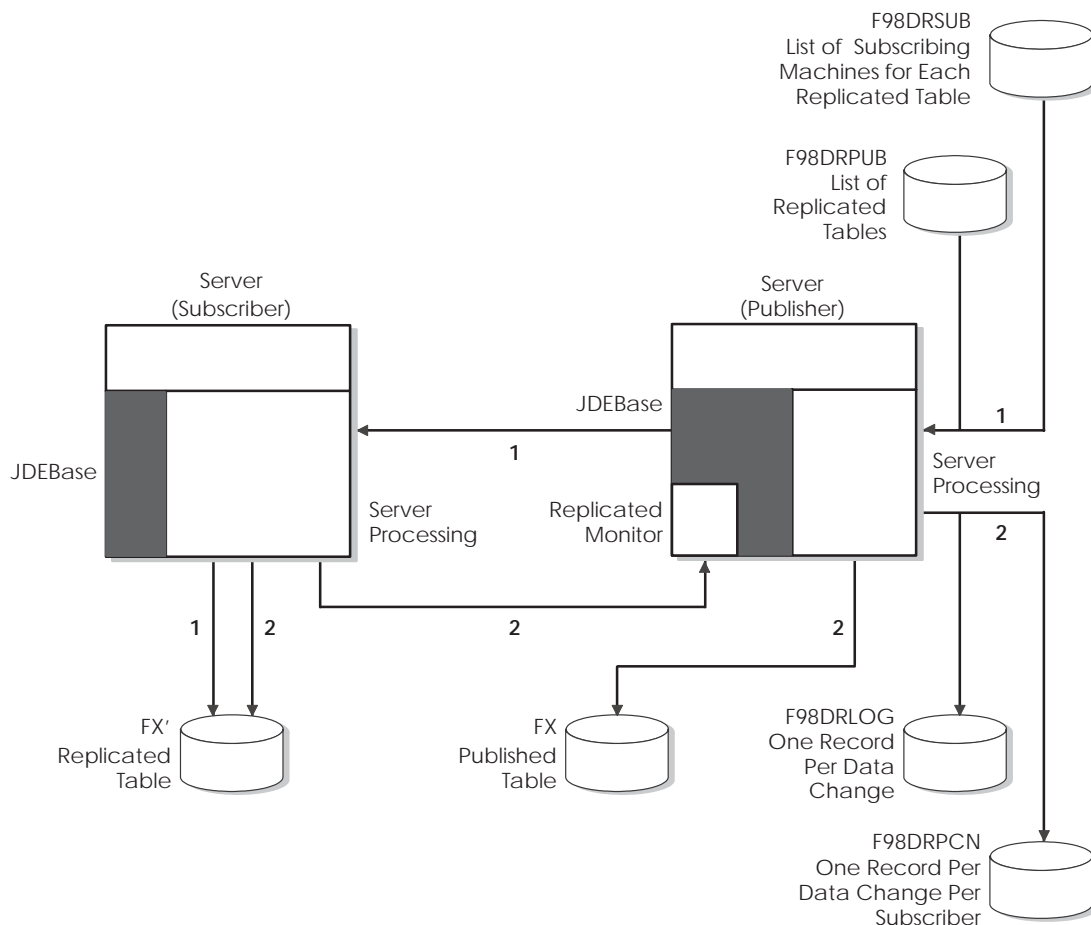 F98DRSUB
List of Subscribing
Machines for Each
Replicated Table
F98DRPUB
List of
Replicated
Tables
Server
(Subscriber)
Server
(Publisher)
JDEBase
1
1
JDEBase
Server
Processing
Replicated
Monitor
Server
Processing
2
1
2
2
2
FX'
Replicated
Table
FX
Published
Table
F98DRLOG
One Record
Per Data
Change
F98DRPCN
One Record Per
Data Change Per
Subscriber